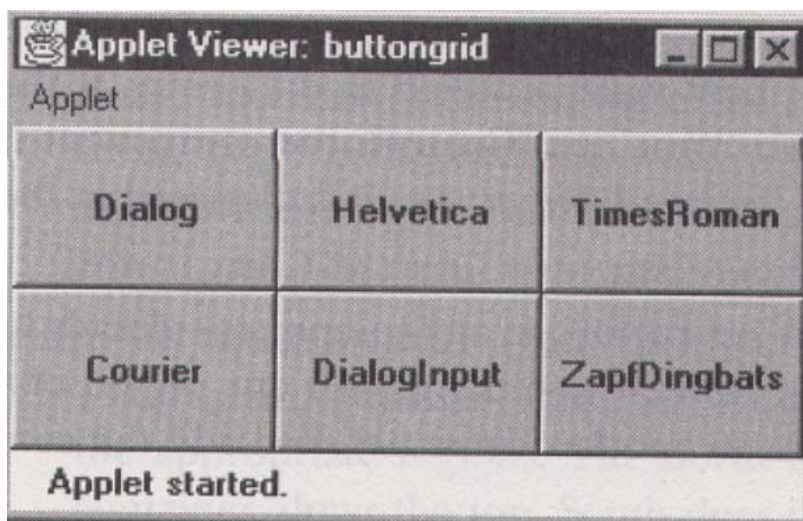 Applet Viewer: buttongrid
Applet
Dialog Helvetica TimesRoman
Courier DialogInput ZapfDingbats
Applet started.